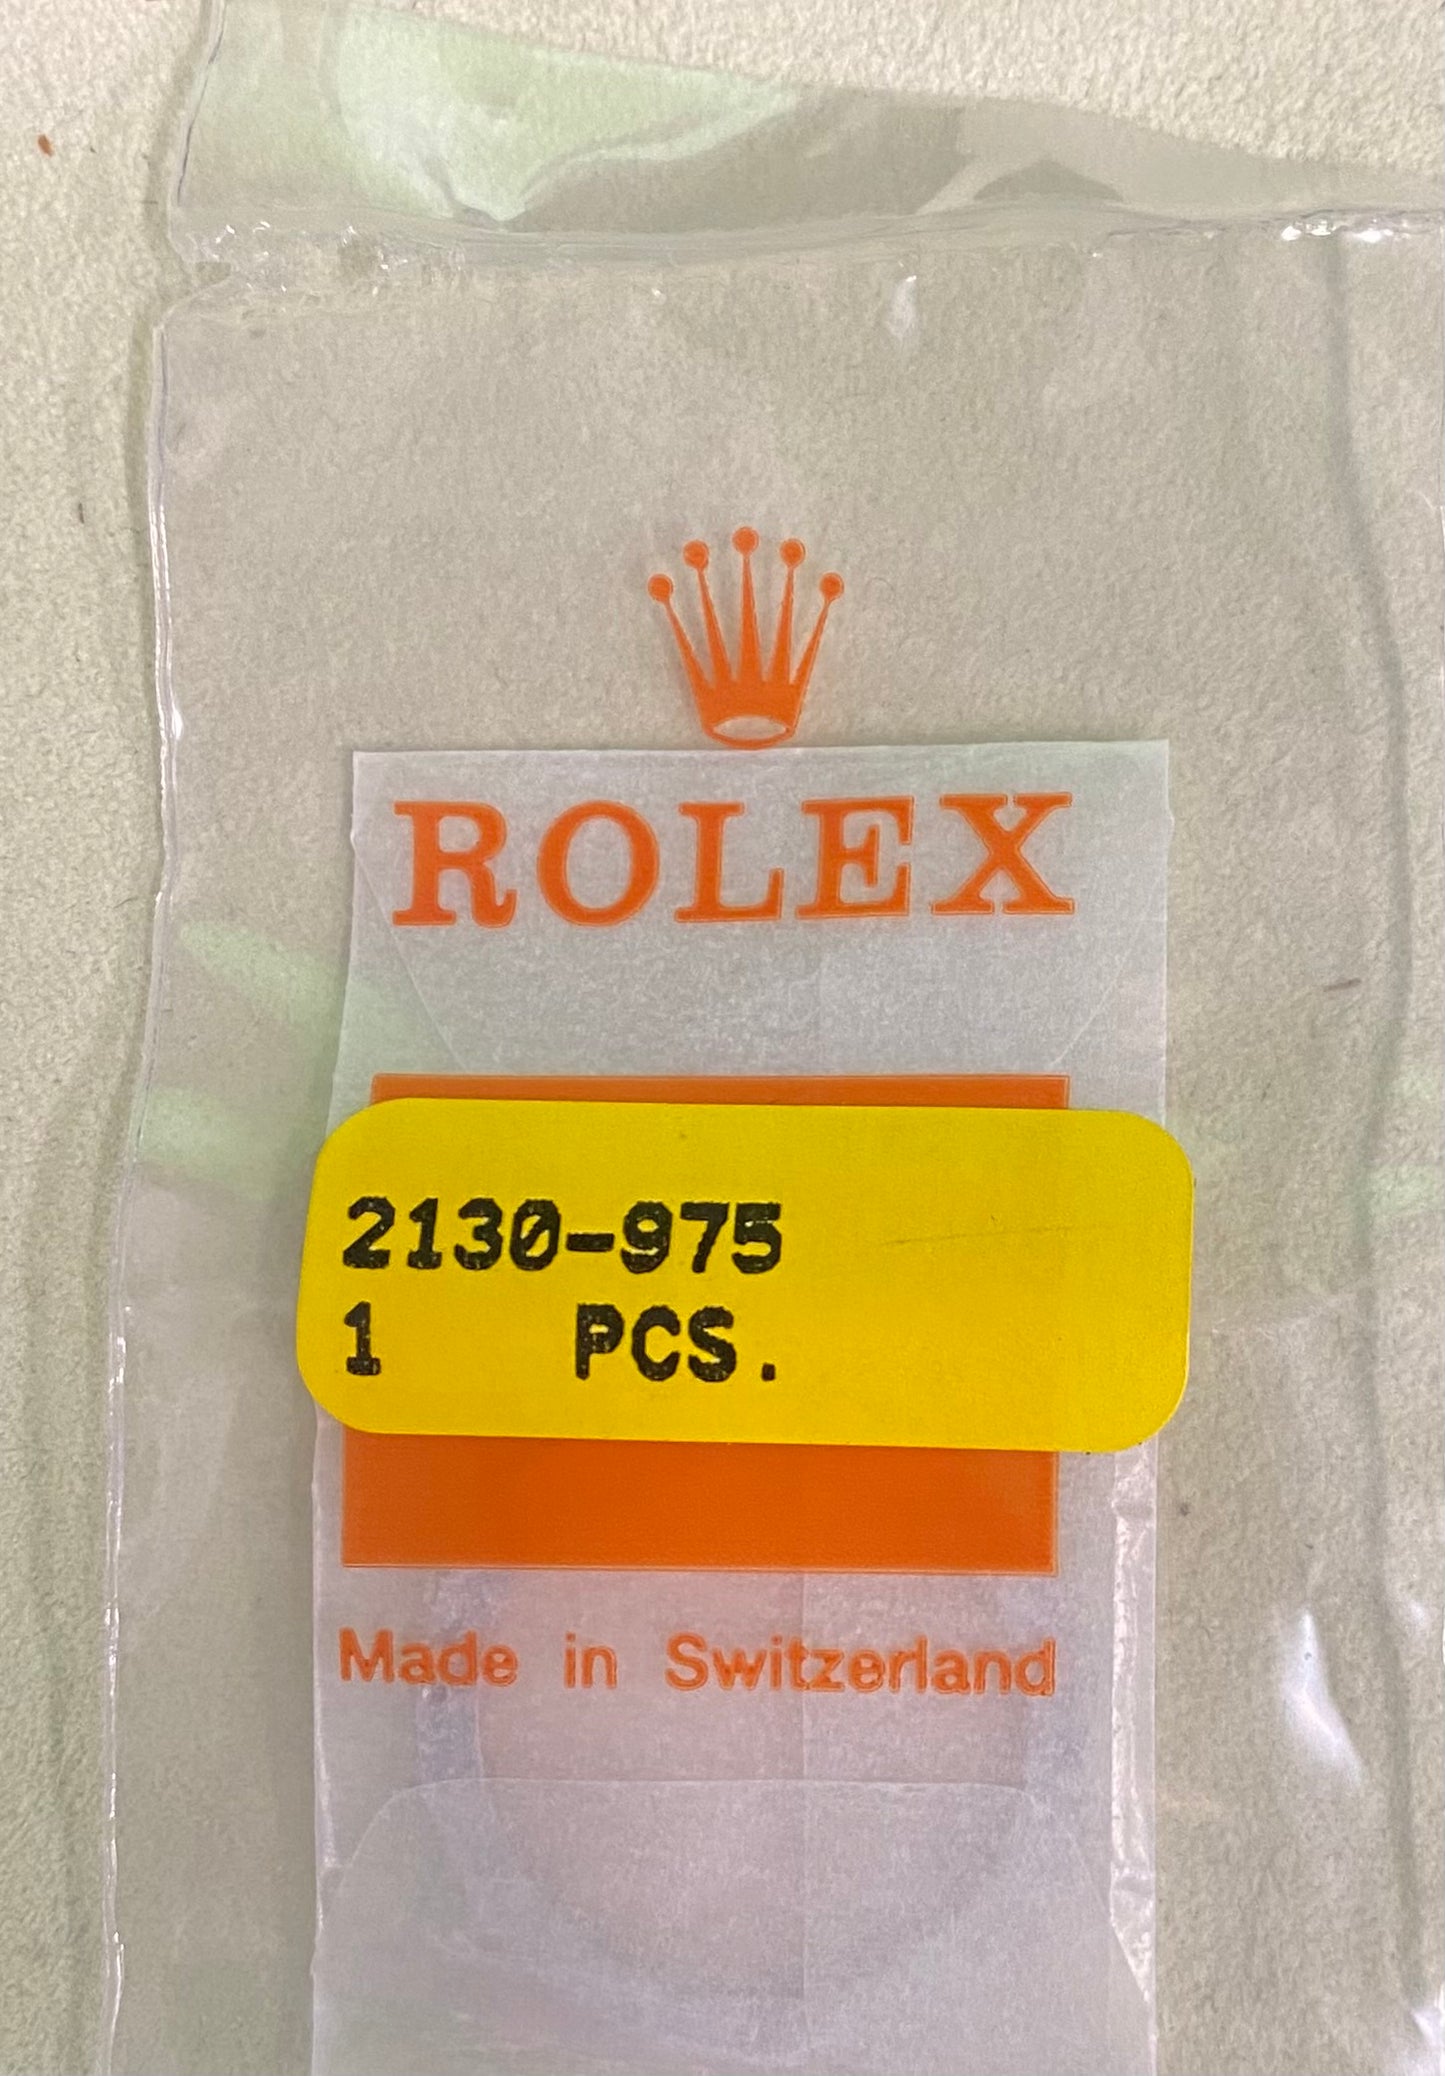 ROLEX
2130-975
1 PCS.
Made in Switzerland